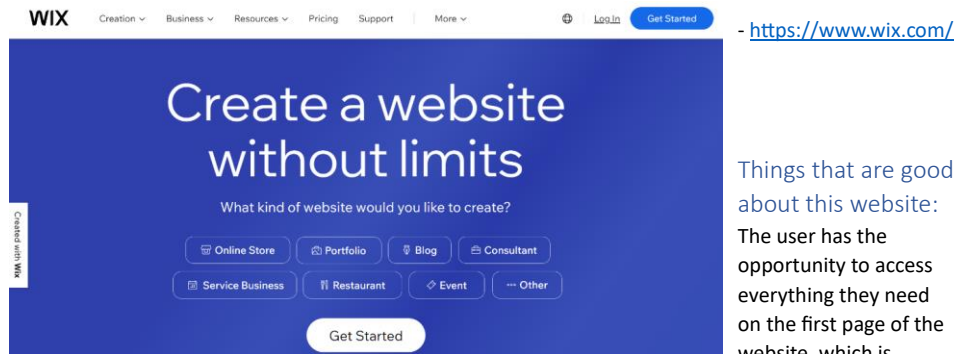 WIX Creation Business Resources Pricing Support More Log In Get Started
Create a website
without limits
What kind of website would you like to create?
Online Store Portfolio Blog Consultant
Service Business Restaurant Event Other
Get Started
Created with Wix
- https://www.wix.com/
Things that are good
about this website:
The user has the
opportunity to access
everything they need
on the first page of the
website, which is